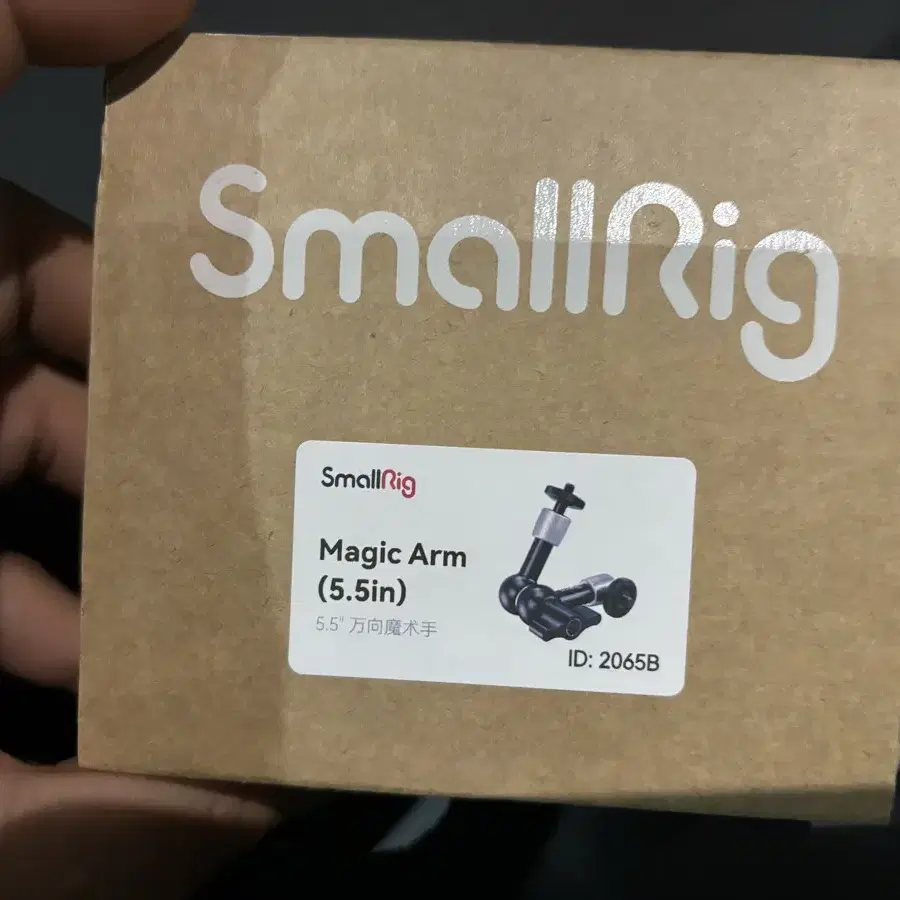 SmallRig
SmallRig
Magic Arm
(5.5in)
5.5" 万向魔术手
ID: 2065B